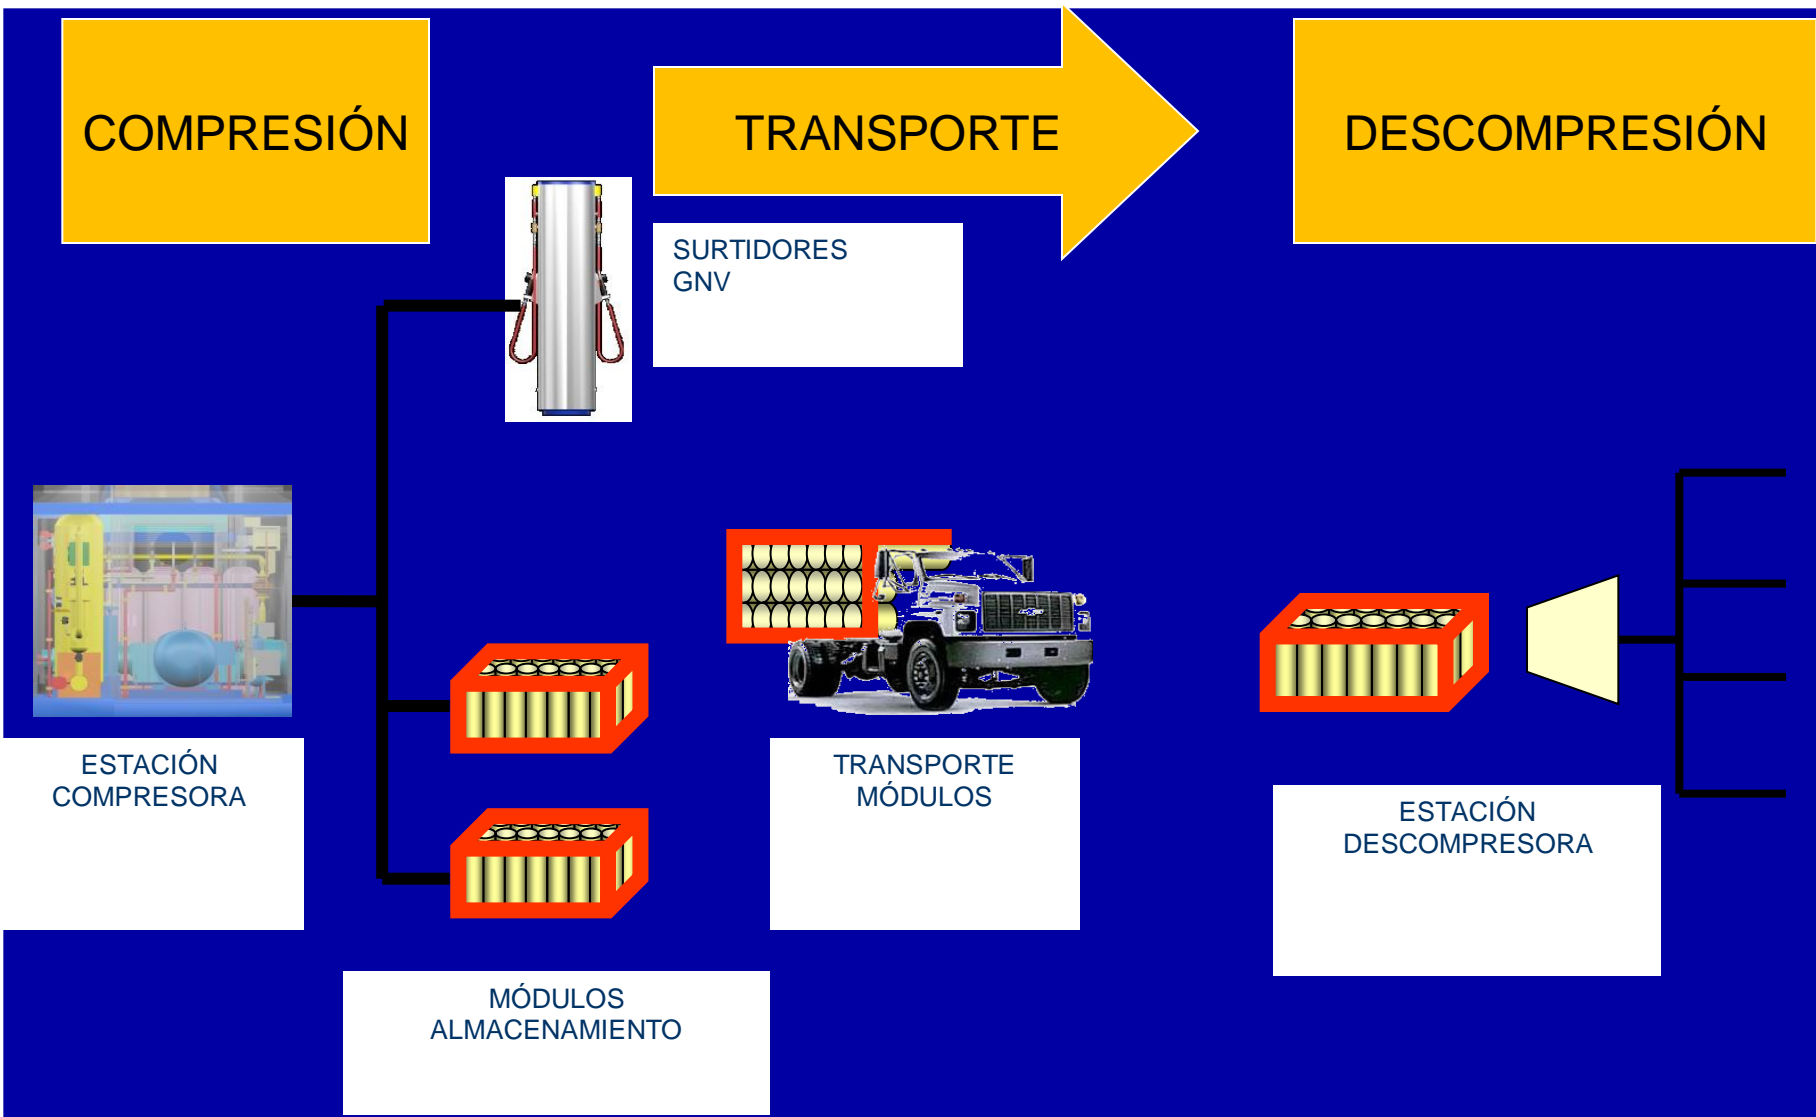 COMPRESIÓN
TRANSPORTE
DESCOMPRESIÓN
SURTIDORES
GNV
ESTACIÓN
COMPRESORA
TRANSPORTE
MÓDULOS
ESTACIÓN
DESCOMPRESORA
MÓDULOS
ALMACENAMIENTO